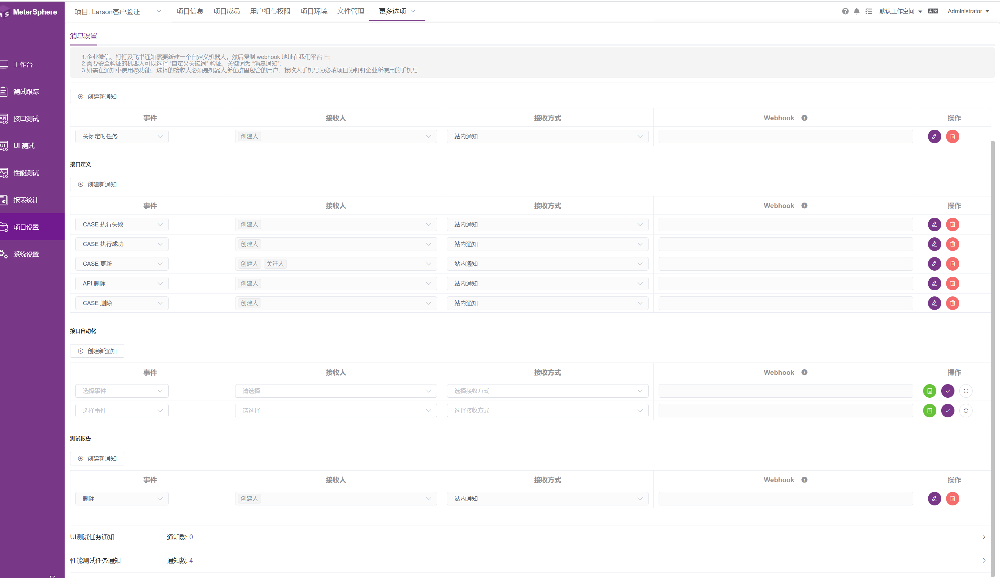 MeterSphere
项目: Larson客户验证
项目信息
项目成员
用户组与权限
项目环境
文件管理
更多选项
默认工作空间
Administrator
工作台
测试跟踪
接口测试
UI 测试
性能测试
报表统计
项目设置
系统设置
消息设置
1.企业微信、钉钉及飞书通知需要新建一个自定义机器人，然后复制 webhook 地址在我们平台上;
2.需要安全验证的机器人可以选择 “自定义关键词” 验证，关键词为 “消息通知”;
3.如需在通知中使用@功能，选择的接收人必须是机器人所在群里包含的用户，接收人手机号为必填项目为钉钉企业所使用的手机号
创建新通知
事件 接收人 接收方式 Webhook 操作
关闭定时任务 创建人 站内通知
接口定义
创建新通知
事件 接收人 接收方式 Webhook 操作
CASE 执行失败 创建人 站内通知
CASE 执行成功 创建人 站内通知
CASE 更新 创建人 关注人 站内通知
API 删除 创建人 站内通知
CASE 删除 创建人 站内通知
接口自动化
创建新通知
事件 接收人 接收方式 Webhook 操作
选择事件 请选择 选择接收方式
选择事件 请选择 选择接收方式
测试报告
创建新通知
事件 接收人 接收方式 Webhook 操作
删除 创建人 站内通知
UI测试任务通知 通知数: 0
性能测试任务通知 通知数: 4